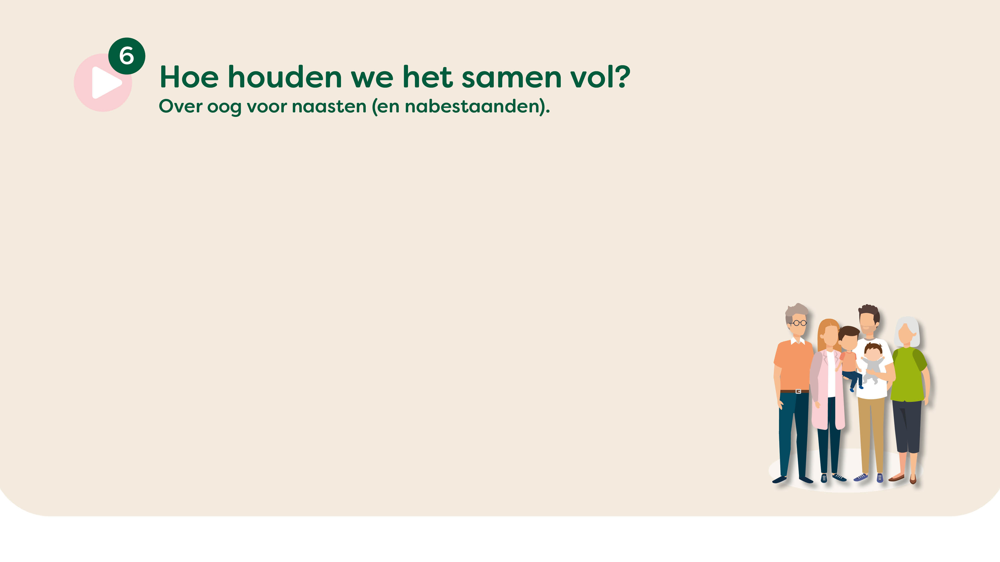 6
Hoe houden we het samen vol?
Over oog voor naasten (en nabestaanden).